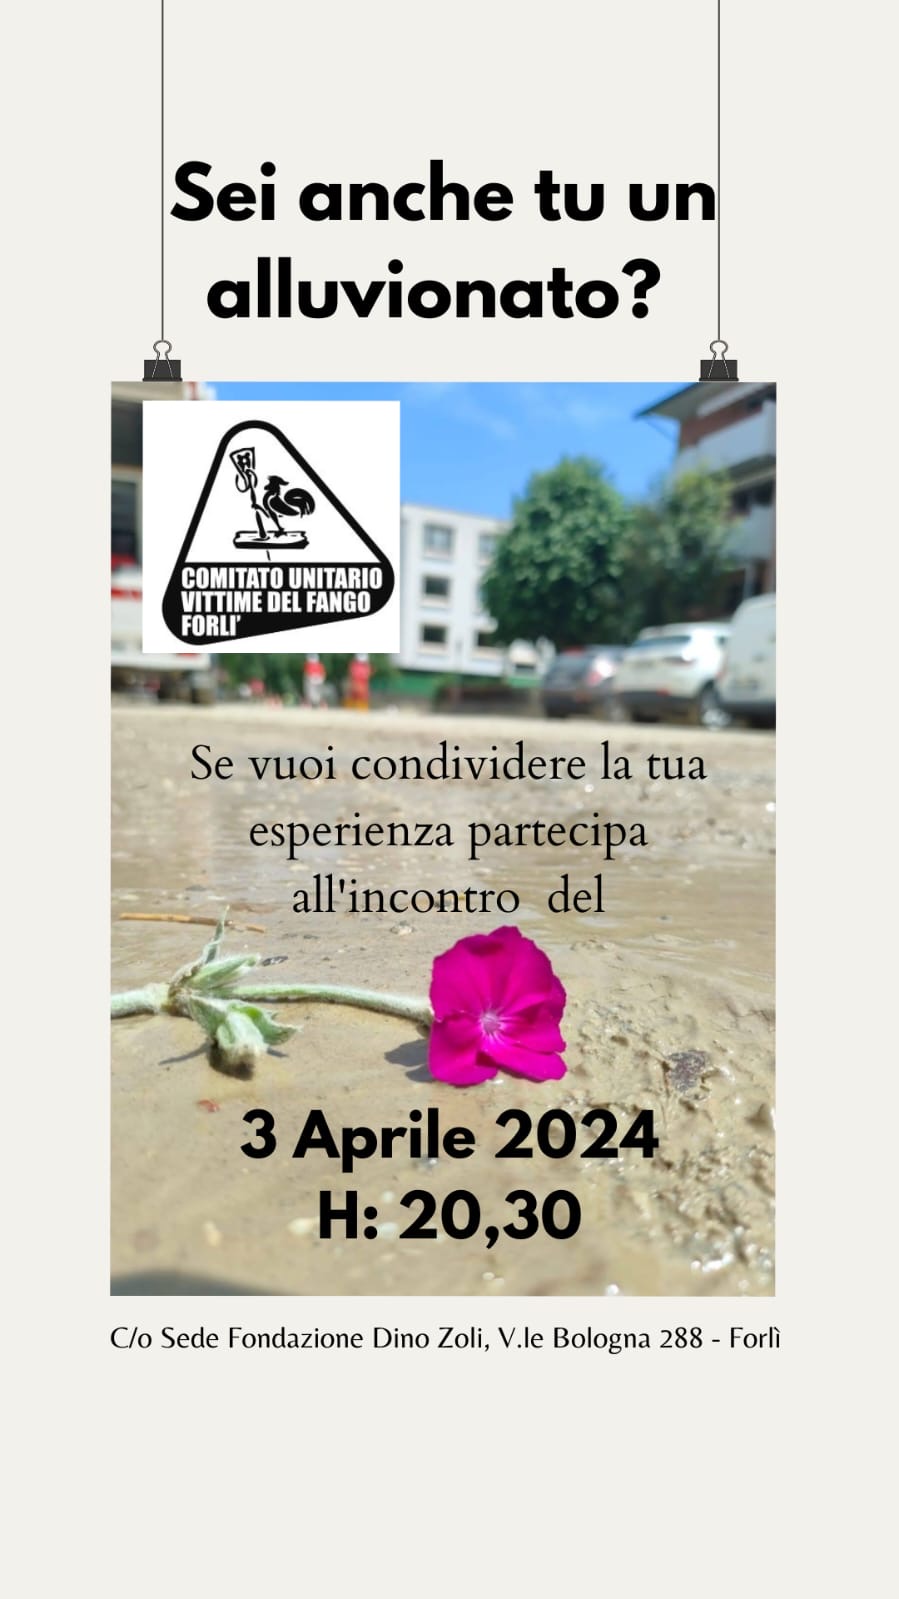 Sei anche tu un
alluvionato?
COMITATO UNITARIO
VITTIME DEL FANGO
FORLI'
Se vuoi condividere la tua
esperienza partecipa
all'incontro del
3 Aprile 2024
H: 20,30
C/o Sede Fondazione Dino Zoli, V.le Bologna 288 - Forlì